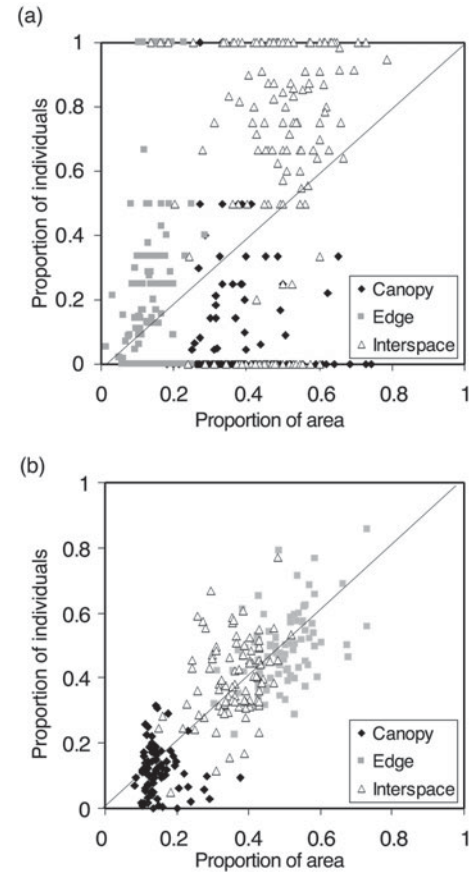 (a)
Proportion of individuals
1
0.8
0.6
0.4
0.2
0
Canopy
Edge
Interspace
0 0.2 0.4 0.6 0.8 1
Proportion of area
(b)
Proportion of individuals
1
0.8
0.6
0.4
0.2
0
Canopy
Edge
Interspace
0 0.2 0.4 0.6 0.8 1
Proportion of area